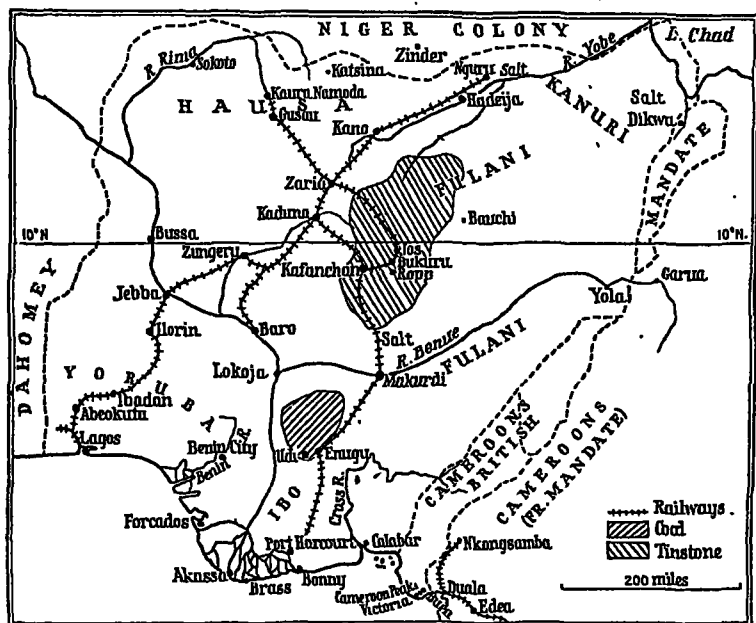 NIGER COLONY
L. Chad
R. Rima
Sokoto
Katsina
Zinder
Nguru
Salt
R. Yobe
Kaura Namoda
HAUSA
Gusau
Kano
Hadeija
KANURI
Salt
Dikwa
MANDATE
Zaria
FULANI
Kaduna
Bauchi
10°N
Bussa
Zungeru
Kafanchan
Jos
Bukuru
Ropp
10°N.
Jebba
Yola
Garua
DAHOMEY
Ilorin
Baro
Salt
R. Benue
FULANI
YORUBA
Lokoja
Makurdi
Ibadan
Abeokuta
Lagos
Benin City
Benin R.
Udi
Enugu
CAMEROONS
BRITISH
CAMEROONS
(FR. MANDATE)
IBO
Cross R.
Forcados
Port Harcourt
Calabar
Nkongsamba
Akassa
Brass
Bonny
Cameroon Peak
Victoria
Buea
Duala
Edea
Railways
Coal
Tinstone
200 miles